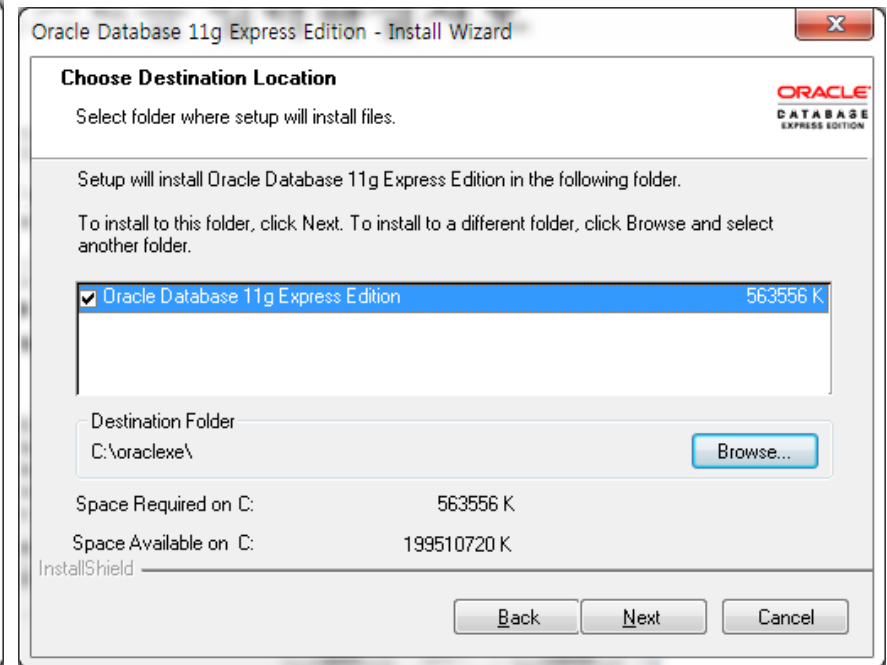 Oracle Database 11g Express Edition - Install Wizard
Choose Destination Location
Select folder where setup will install files.
ORACLE
DATABASE
EXPRESS EDITION
Setup will install Oracle Database 11g Express Edition in the following folder.
To install to this folder, click Next. To install to a different folder, click Browse and select
another folder.
Oracle Database 11g Express Edition 563556 K
Destination Folder
C:\oraclexe\
Browse...
Space Required on C: 563556 K
Space Available on C: 199510720 K
InstallShield
Back Next Cancel